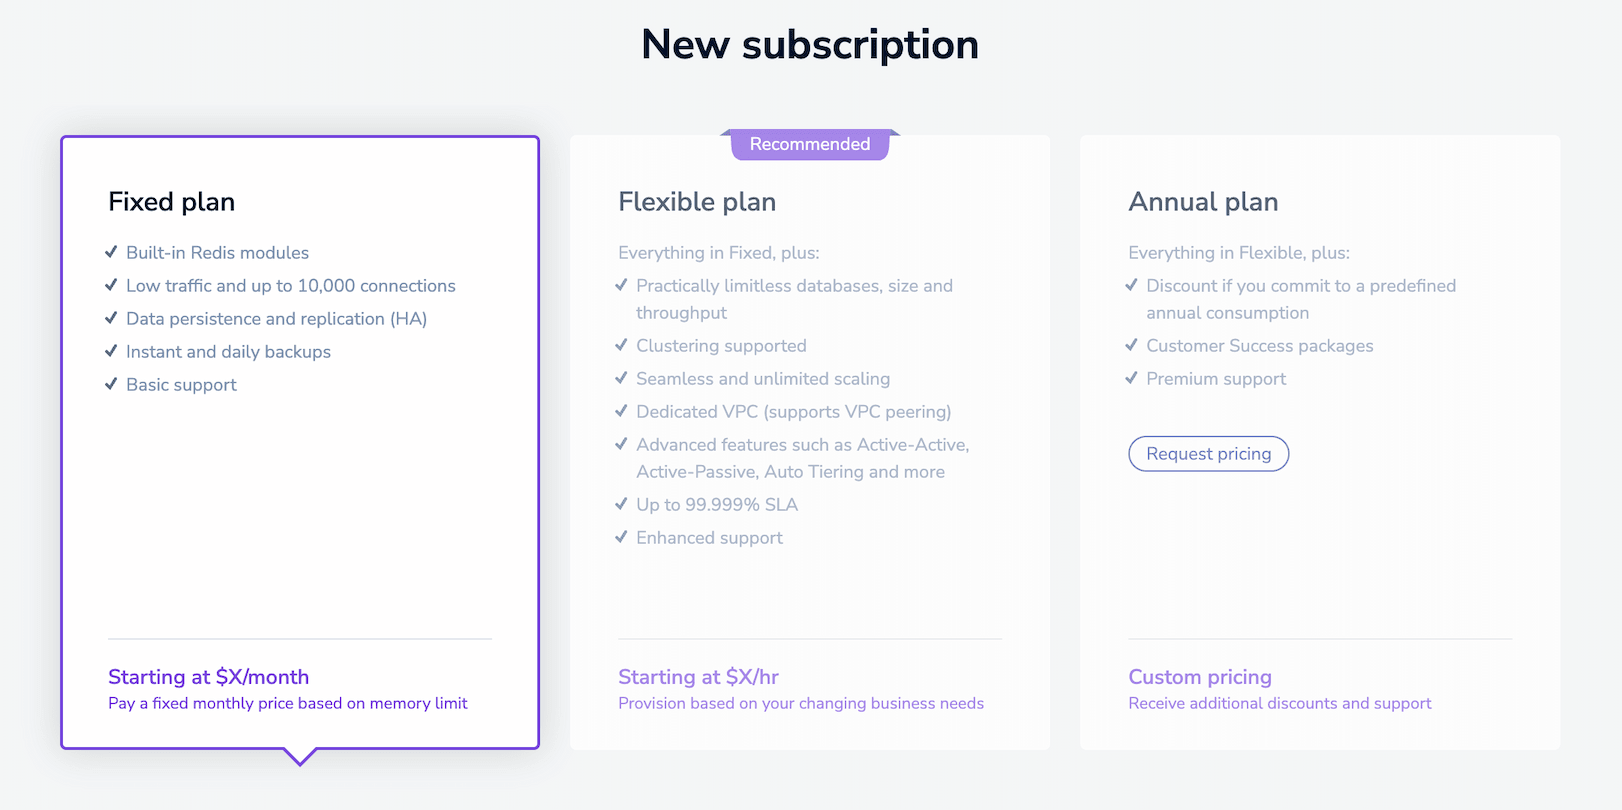 New subscription
Fixed plan
Built-in Redis modules
Low traffic and up to 10,000 connections
Data persistence and replication (HA)
Instant and daily backups
Basic support
Starting at $X/month
Pay a fixed monthly price based on memory limit
Recommended
Flexible plan
Everything in Fixed, plus:
Practically limitless databases, size and
throughput
Clustering supported
Seamless and unlimited scaling
Dedicated VPC (supports VPC peering)
Advanced features such as Active-Active,
Active-Passive, Auto Tiering and more
Up to 99.999% SLA
Enhanced support
Starting at $X/hr
Provision based on your changing business needs
Annual plan
Everything in Flexible, plus:
Discount if you commit to a predefined
annual consumption
Customer Success packages
Premium support
Request pricing
Custom pricing
Receive additional discounts and support